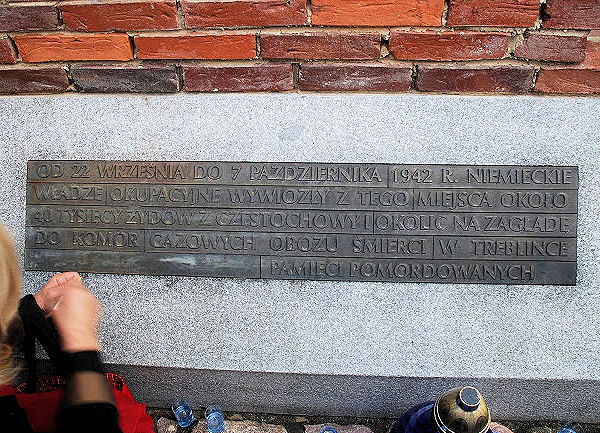 OD 22 WRZEŚNIA DO 7 PAŹDZIERNIKA 1942 R. NIEMIECKIE
WŁADZE OKUPACYJNE WYWIOZŁY Z TEGO MIEJSCA OKOŁO
40 TYSIĘCY ŻYDÓW Z CZĘSTOCHOWY I OKOLIC NA ZAGŁADĘ
DO KOMÓR GAZOWYCH OBOZU ŚMIERCI W TREBLINCE
PAMIĘCI POMORDOWANYCH